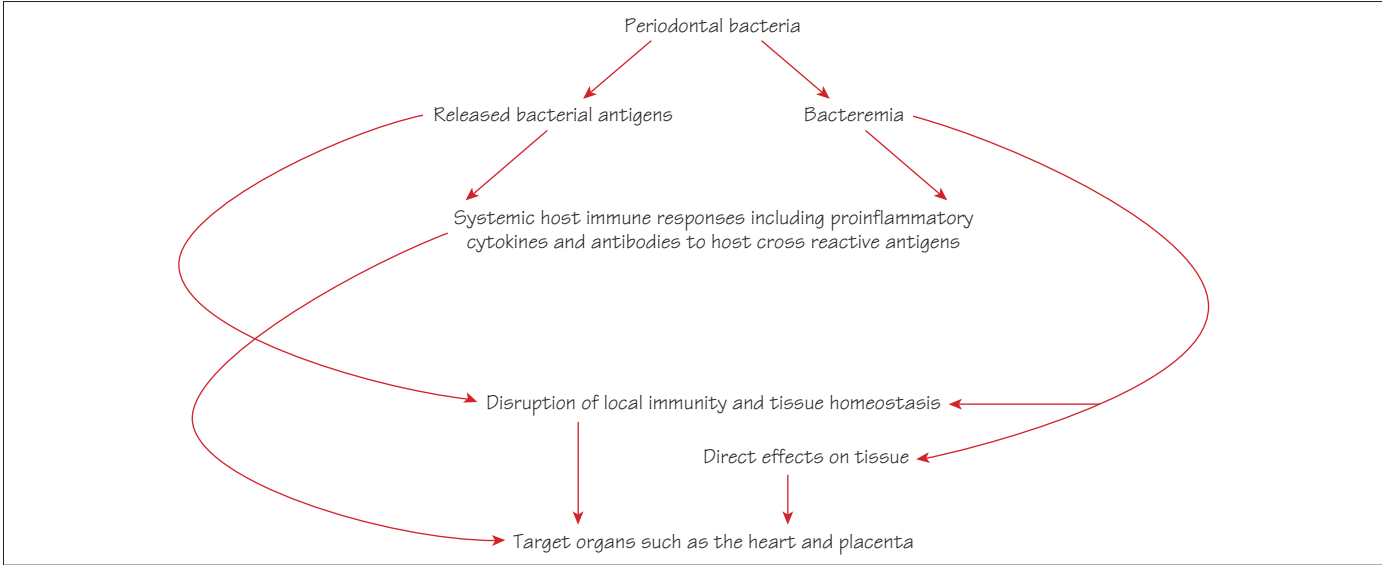 Periodontal bacteria
Released bacterial antigens
Bacteremia
Systemic host immune responses including proinflammatory
cytokines and antibodies to host cross reactive antigens
Disruption of local immunity and tissue homeostasis
Direct effects on tissue
Target organs such as the heart and placenta